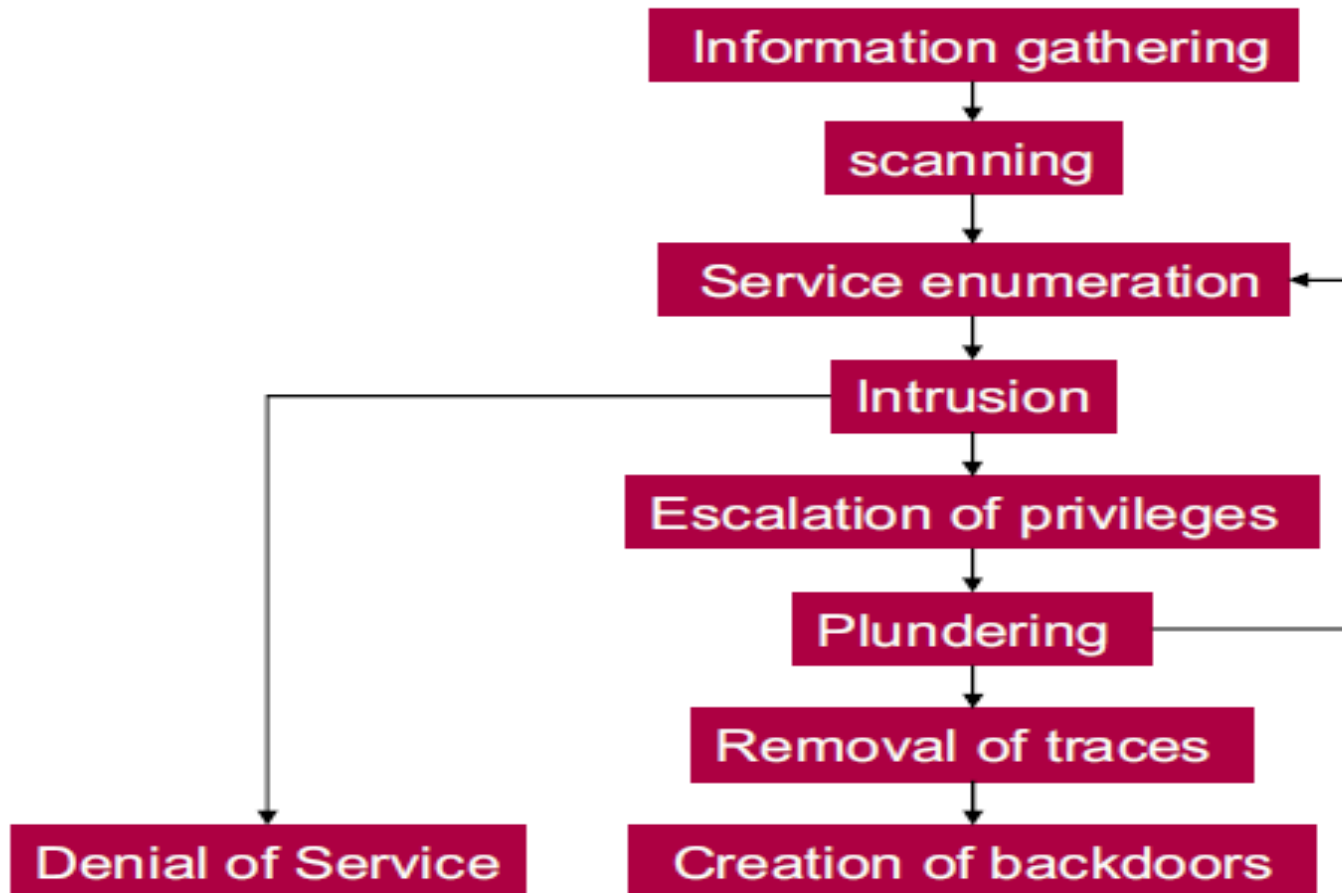 Information gathering
scanning
Service enumeration
Intrusion
Escalation of privileges
Plundering
Removal of traces
Denial of Service
Creation of backdoors